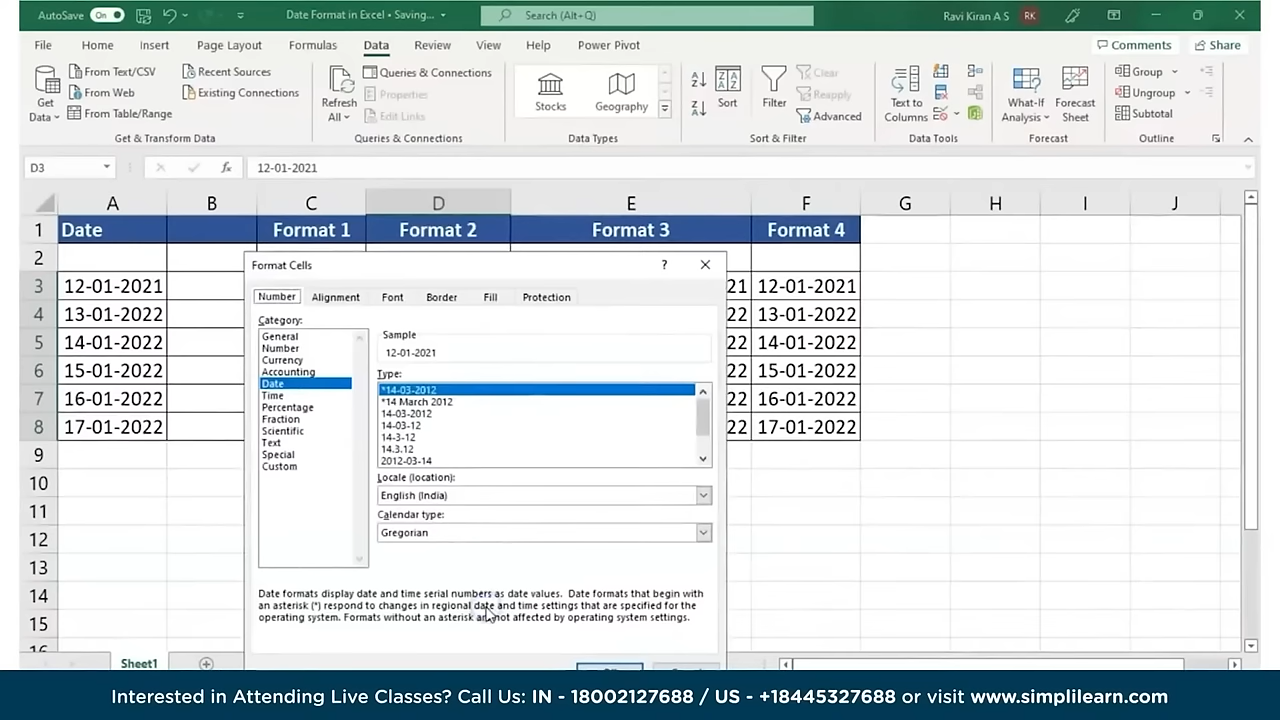 AutoSave On Date Format in Excel • Saving... Search (Alt+Q) Ravi Kiran A S RK
File Home Insert Page Layout Formulas Data Review View Help Power Pivot Comments Share
Get Data From Text/CSV Recent Sources Refresh All Queries & Connections Stocks Geography Sort Filter Clear Text to Columns What-If Analysis Forecast Sheet Group
From Web Existing Connections Properties Reapply Ungroup
From Table/Range Edit Links Advanced Subtotal
Get & Transform Data Queries & Connections Data Types Sort & Filter Data Tools Forecast Outline
D3 fx 12-01-2021
A B C D E F G H I J
1 Date Format 1 Format 2 Format 3 Format 4
2
3 12-01-2021 21 12-01-2021
4 13-01-2022 22 13-01-2022
5 14-01-2022 22 14-01-2022
6 15-01-2022 22 15-01-2022
7 16-01-2022 22 16-01-2022
8 17-01-2022 22 17-01-2022
9
10
11
12
13
14
15
16
Format Cells ?
Number Alignment Font Border Fill Protection
Category:
General
Number
Currency
Accounting
Date
Time
Percentage
Fraction
Scientific
Text
Special
Custom
Sample
12-01-2021
Type:
*14-03-2012
*14 March 2012
14-03-2012
14-03-12
14-3-12
14.3.12
2012-03-14
Locale (location):
English (India)
Calendar type:
Gregorian
Date formats display date and time serial numbers as date values. Date formats that begin with
an asterisk (*) respond to changes in regional date and time settings that are specified for the
operating system. Formats without an asterisk are not affected by operating system settings.
Sheet1
Interested in Attending Live Classes? Call Us: IN - 18002127688 / US - +18445327688 or visit www.simplilearn.com